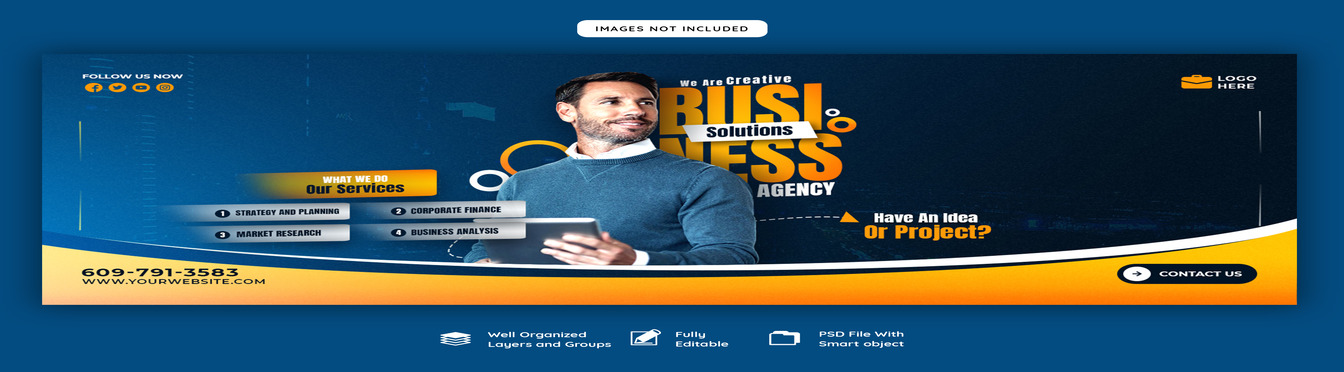 IMAGES NOT INCLUDED
FOLLOW US NOW
We Are Creative
BUSI
Solutions
NESS
AGENCY
LOGO
HERE
WHAT WE DO
Our Services
1 STRATEGY AND PLANNING
2 CORPORATE FINANCE
3 MARKET RESEARCH
4 BUSINESS ANALYSIS
Have An Idea
Or Project?
609-791-3583
WWW.YOURWEBSITE.COM
CONTACT US
Well Organized
Layers and Groups
Fully
Editable
PSD File With
Smart object